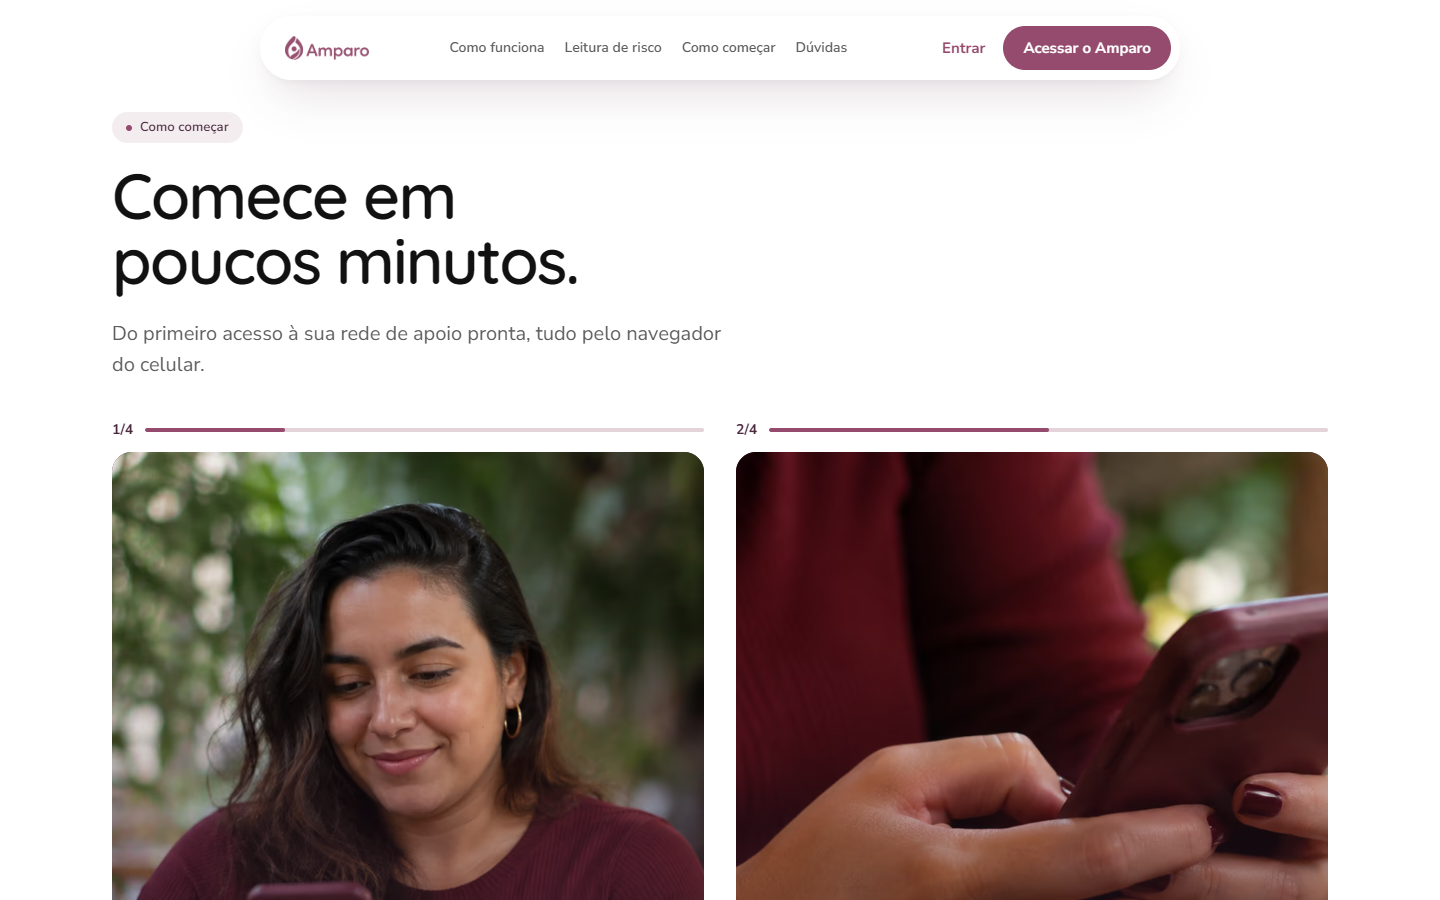 Amparo
Como funciona
Leitura de risco
Como começar
Dúvidas
Entrar
Acessar o Amparo
Como começar
Comece em
poucos minutos.
Do primeiro acesso à sua rede de apoio pronta, tudo pelo navegador
do celular.
1/4
2/4